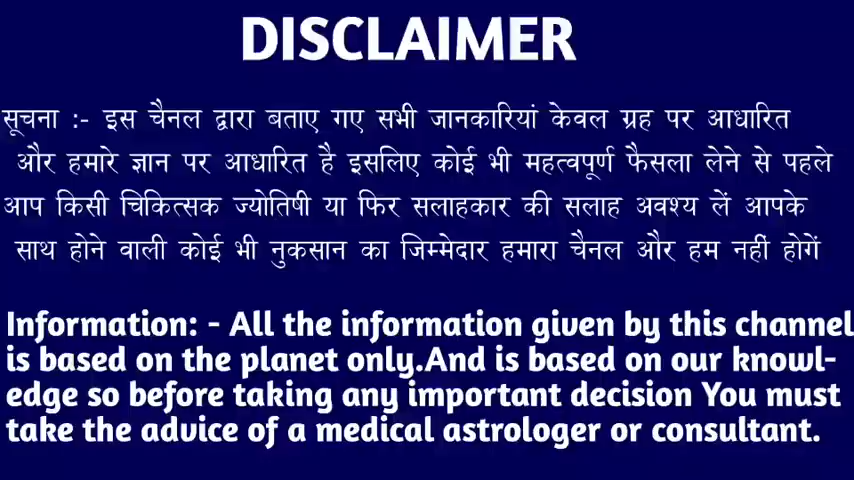 DISCLAIMER
सूचना :- इस चैनल द्वारा बताए गए सभी जानकारियां केवल ग्रह पर आधारित
और हमारे ज्ञान पर आधारित है इसलिए कोई भी महत्वपूर्ण फैसला लेने से पहले
आप किसी चिकित्सक ज्योतिषी या फिर सलाहकार की सलाह अवश्य लें आपके
साथ होने वाली कोई भी नुकसान का जिम्मेदार हमारा चैनल और हम नहीं होगें
Information: - All the information given by this channel
is based on the planet only.And is based on our knowl-
edge so before taking any important decision You must
take the advice of a medical astrologer or consultant.